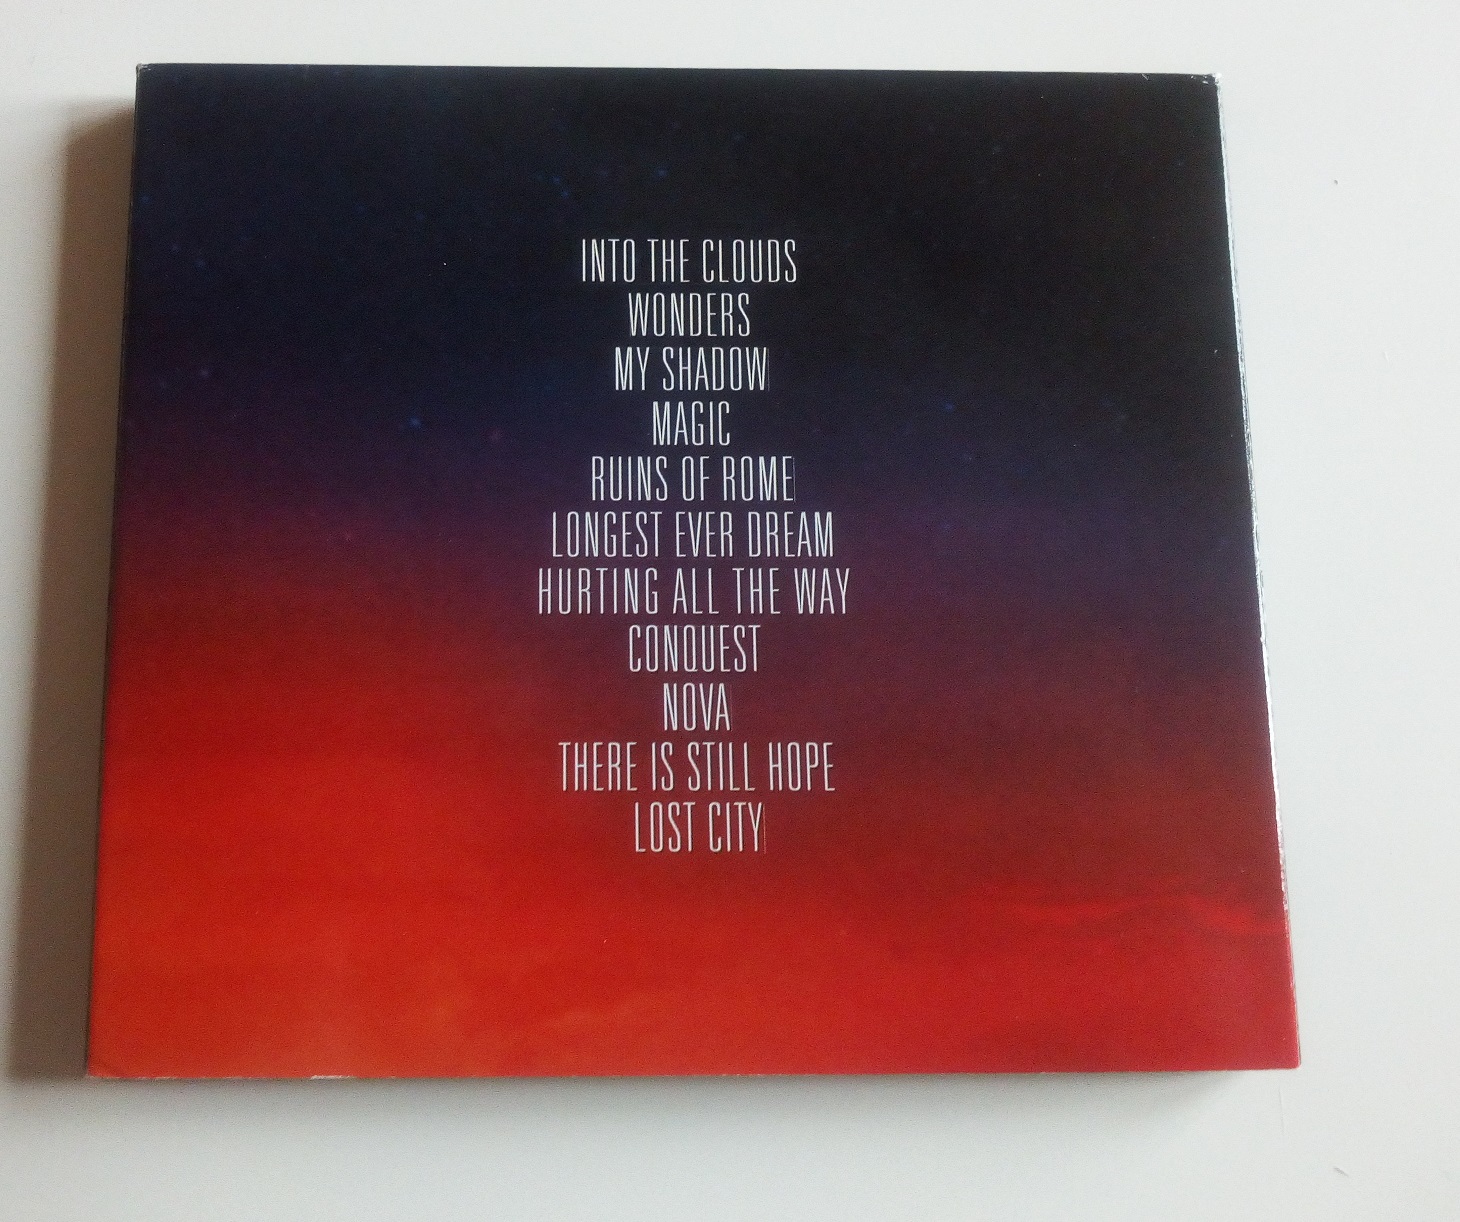 INTO THE CLOUDS
WONDERS
MY SHADOW
MAGIC
RUINS OF ROME
LONGEST EVER DREAM
HURTING ALL THE WAY
CONQUEST
NOVA
THERE IS STILL HOPE
LOST CITY